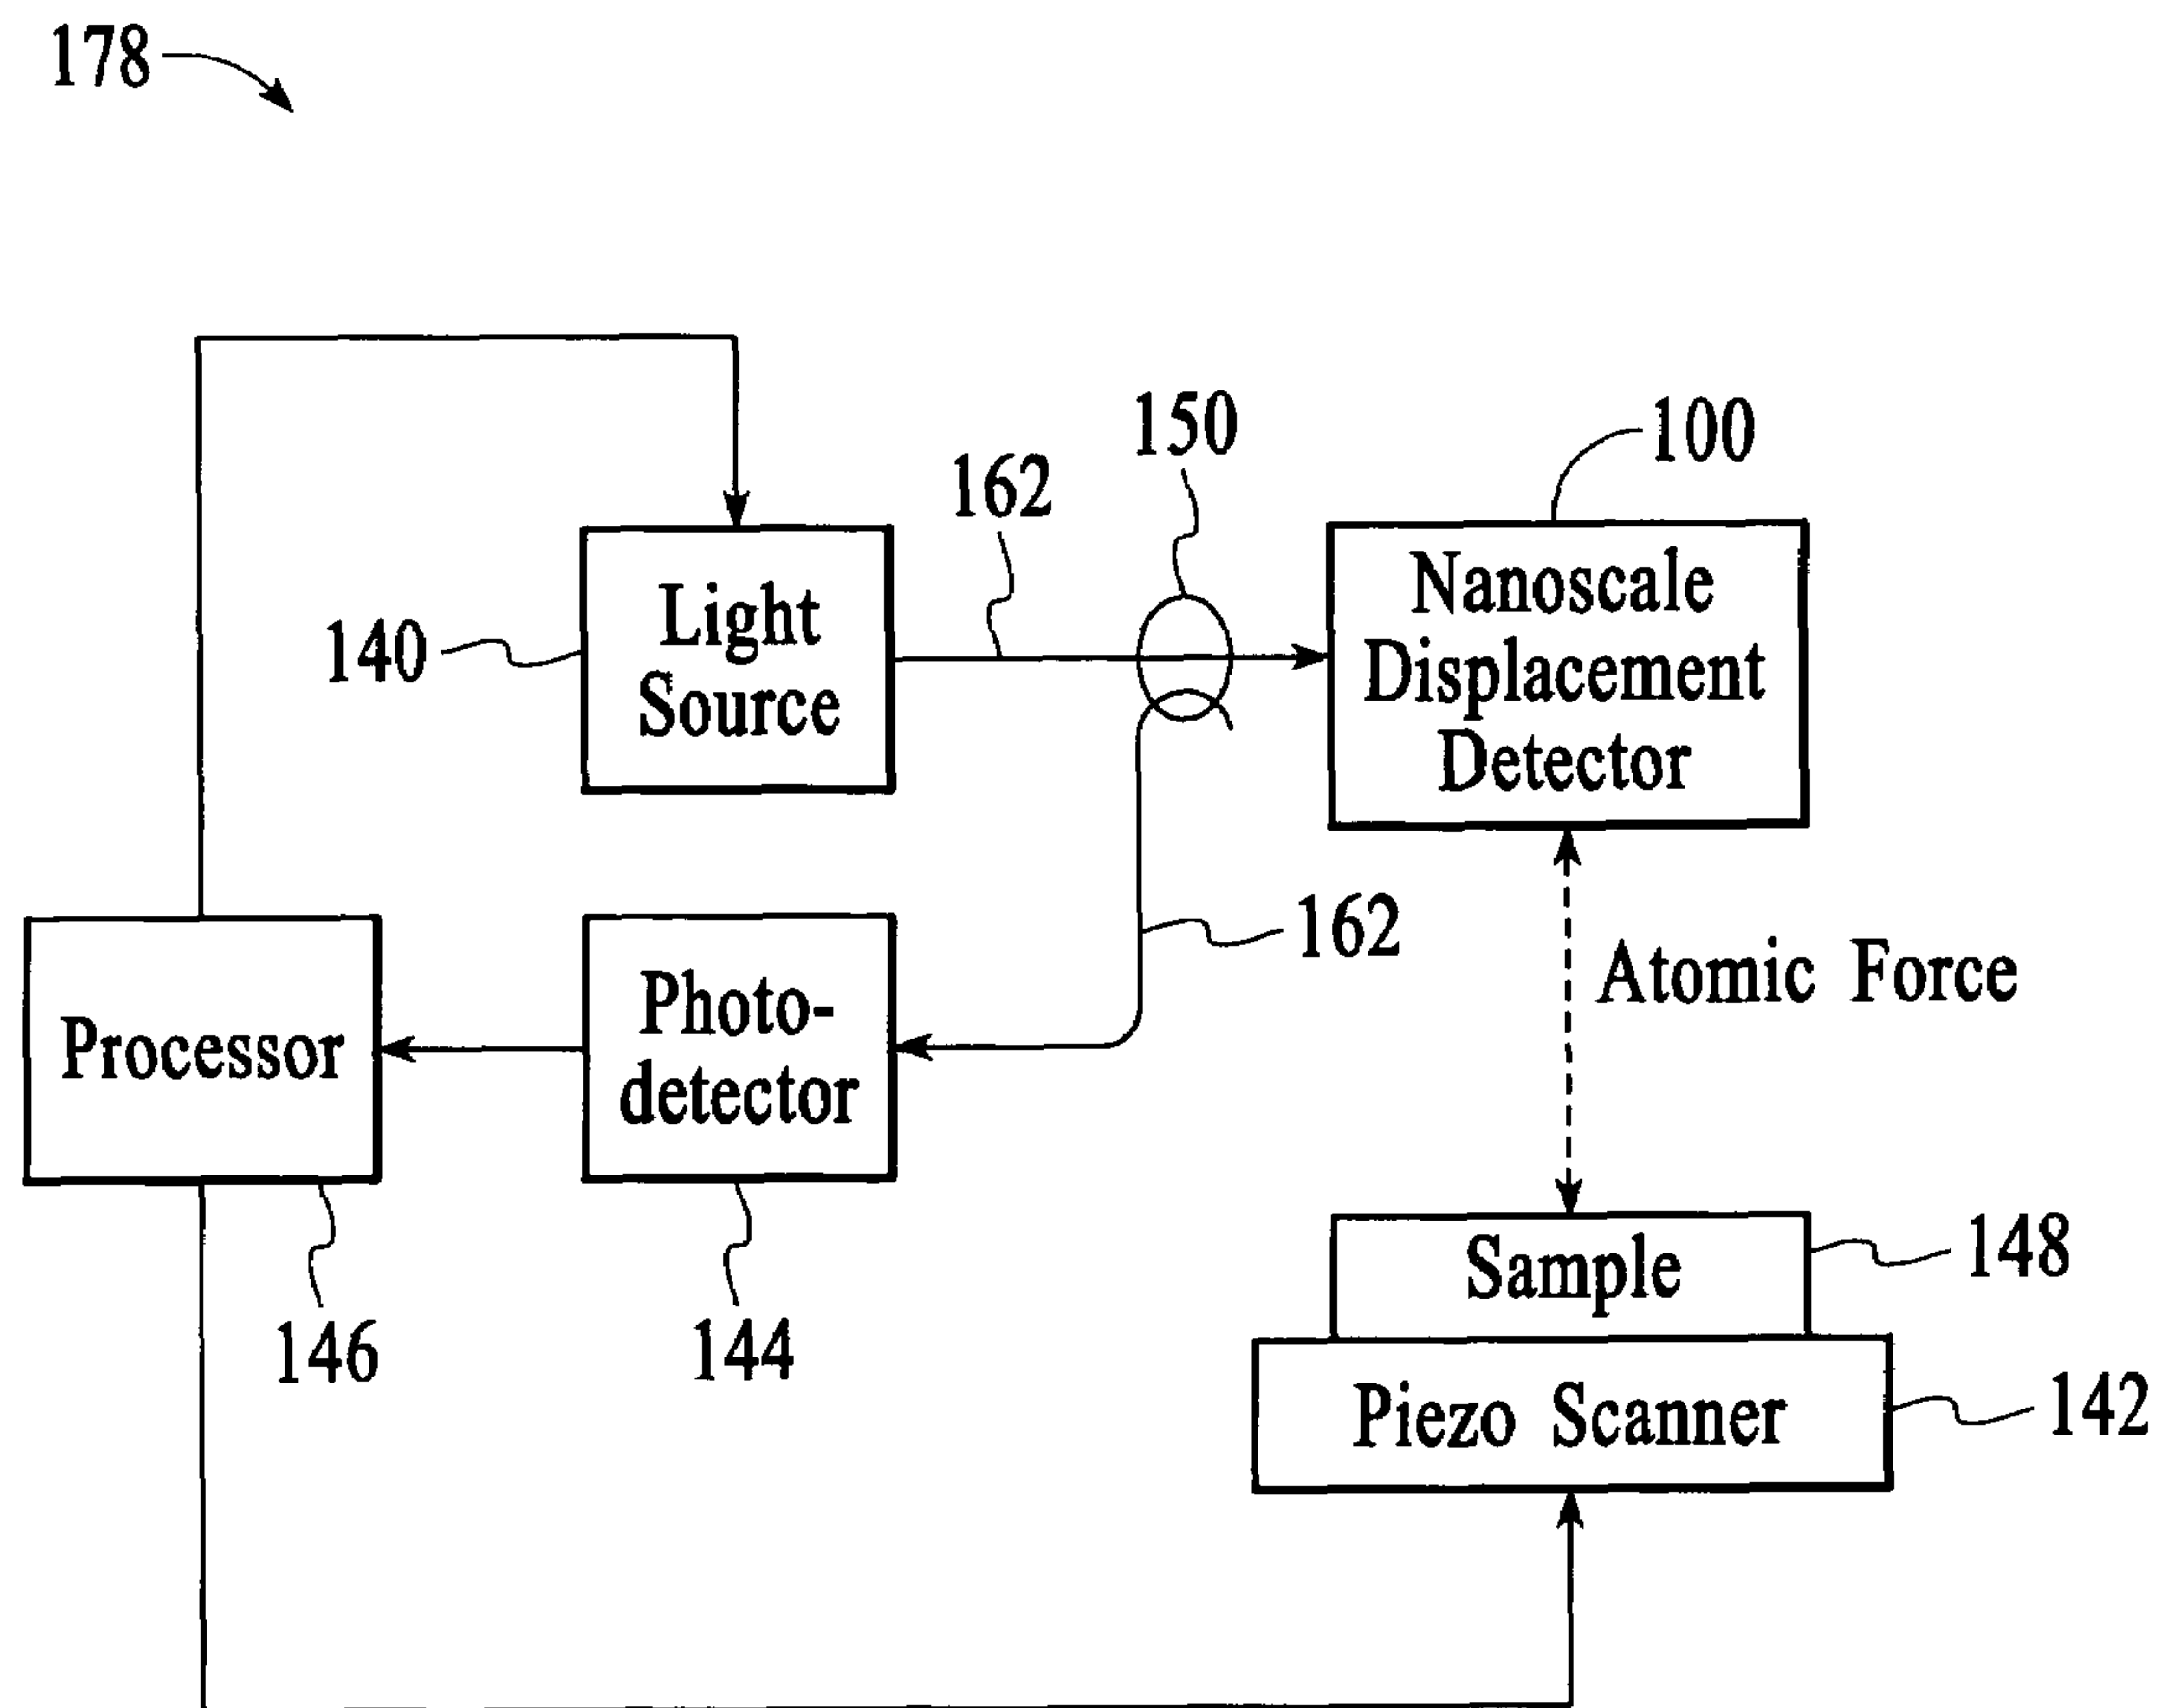 178
150
162
100
140
Light
Source
Nanoscale
Displacement
Detector
162
Atomic Force
Processor
Photo-
detector
146
144
Sample
148
Piezo Scanner
142